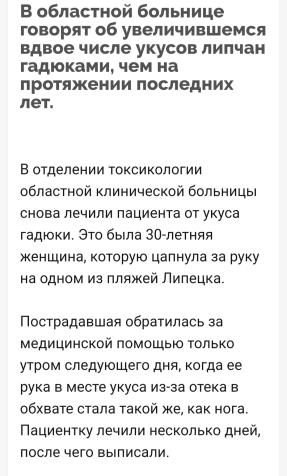 В областной больнице
говорят об увеличившемся
вдвое числе укусов липчан
гадюками, чем на
протяжении последних
лет.
В отделении токсикологии
областной клинической больницы
снова лечили пациента от укуса
гадюки. Это была 30-летняя
женщина, которую цапнула за руку
на одном из пляжей Липецка.
Пострадавшая обратилась за
медицинской помощью только
утром следующего дня, когда ее
рука в месте укуса из-за отека в
обхвате стала такой же, как нога.
Пациентку лечили несколько дней,
после чего выписали.